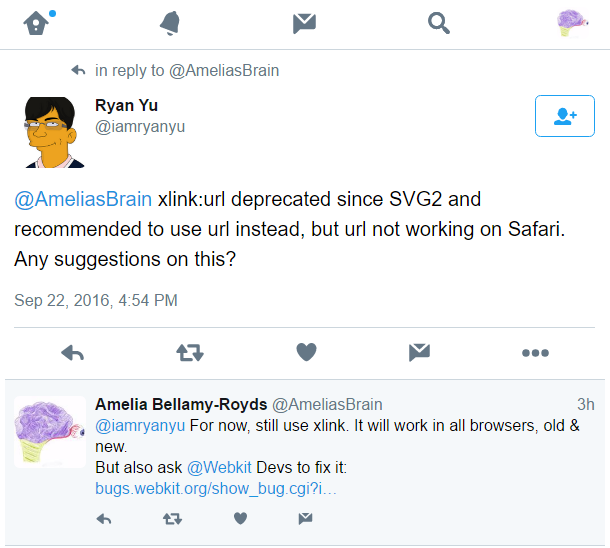 in reply to @AmeliasBrain
Ryan Yu
@iamryanyu
@AmeliasBrain xlink:url deprecated since SVG2 and
recommended to use url instead, but url not working on Safari.
Any suggestions on this?
Sep 22, 2016, 4:54 PM
Amelia Bellamy-Royds @AmeliasBrain 3h
@iamryanyu For now, still use xlink. It will work in all browsers, old &
new.
But also ask @Webkit Devs to fix it:
bugs.webkit.org/show_bug.cgi?i…